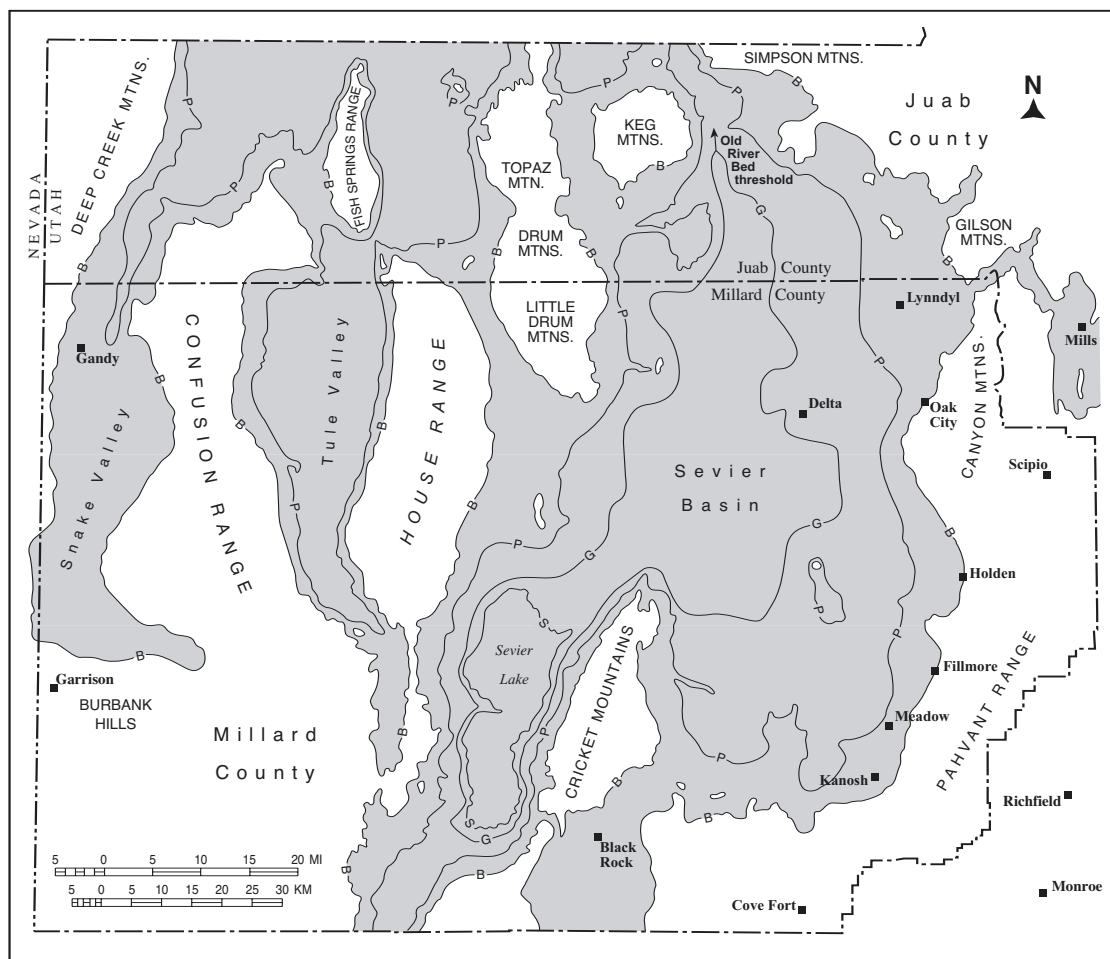 SIMPSON MTNS.
B
P
Juab
County
N
DEEP CREEK MTNS.
P
FISH SPRINGS RANGE
B
P
P
KEG
MTNS.
B
Old
River
Bed
threshold
TOPAZ
MTN.
NEVADA
UTAH
P
G
GILSON
MTNS.
DRUM
MTNS.
B
P
B
B
B
B
Juab County
Millard County
Lynndyl
Mills
LITTLE
DRUM
MTNS.
P
P
Gandy
CONFUSION RANGE
Tule Valley
HOUSE RANGE
B
B
B
Delta
Oak
City
CANYON MTNS.
Scipio
Snake Valley
Sevier
Basin
P
B
P
G
G
B
Holden
P
S
P
Sevier
Lake
B
Garrison
BURBANK
HILLS
CRICKET MOUNTAINS
Fillmore
PAHVANT RANGE
Meadow
Millard
County
B
P
P
Kanosh
B
Richfield
S
G
B
Black
Rock
B
B
5 0 5 10 15 20 MI
5 0 5 10 15 20 25 30 KM
Monroe
Cove Fort